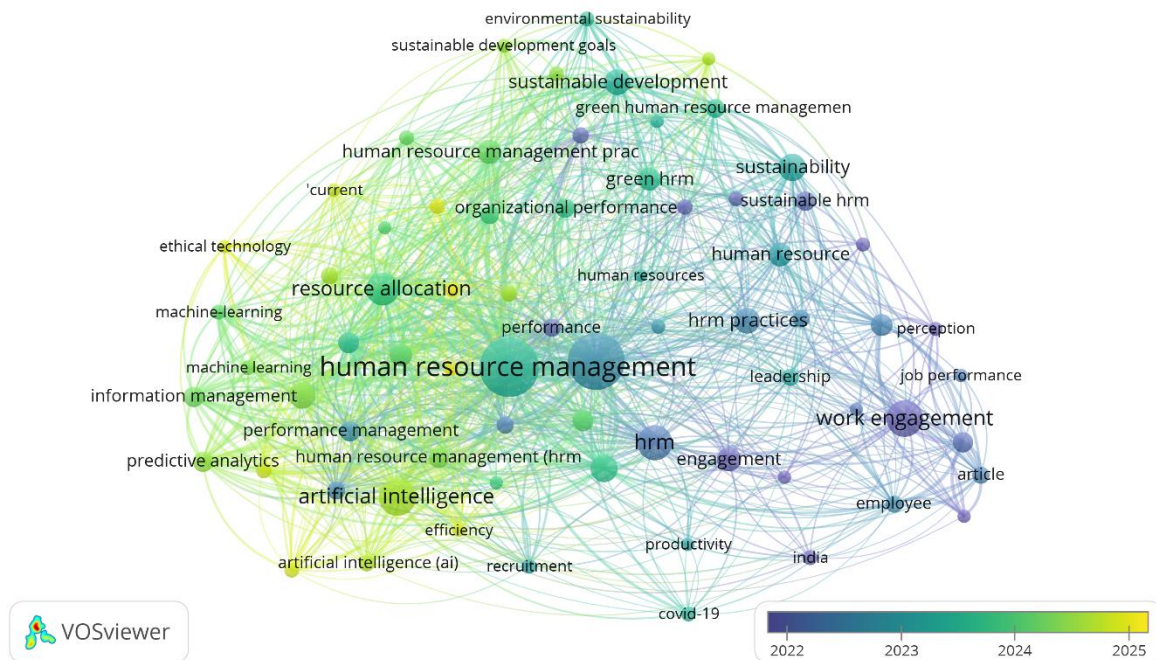 environmental sustainability
sustainable development goals
sustainable development
green human resource managemen
human resource management prac
sustainability
green hrm
'current
organizational performance
sustainable hrm
ethical technology
human resource
human resources
resource allocation
machine-learning
performance
hrm practices
perception
human resource management
machine learning
leadership
job performance
information management
work engagement
performance management
hrm
predictive analytics
human resource management (hrm
engagement
article
artificial intelligence
employee
efficiency
productivity
artificial intelligence (ai)
recruitment
india
covid-19
VOSviewer
2022 2023 2024 2025